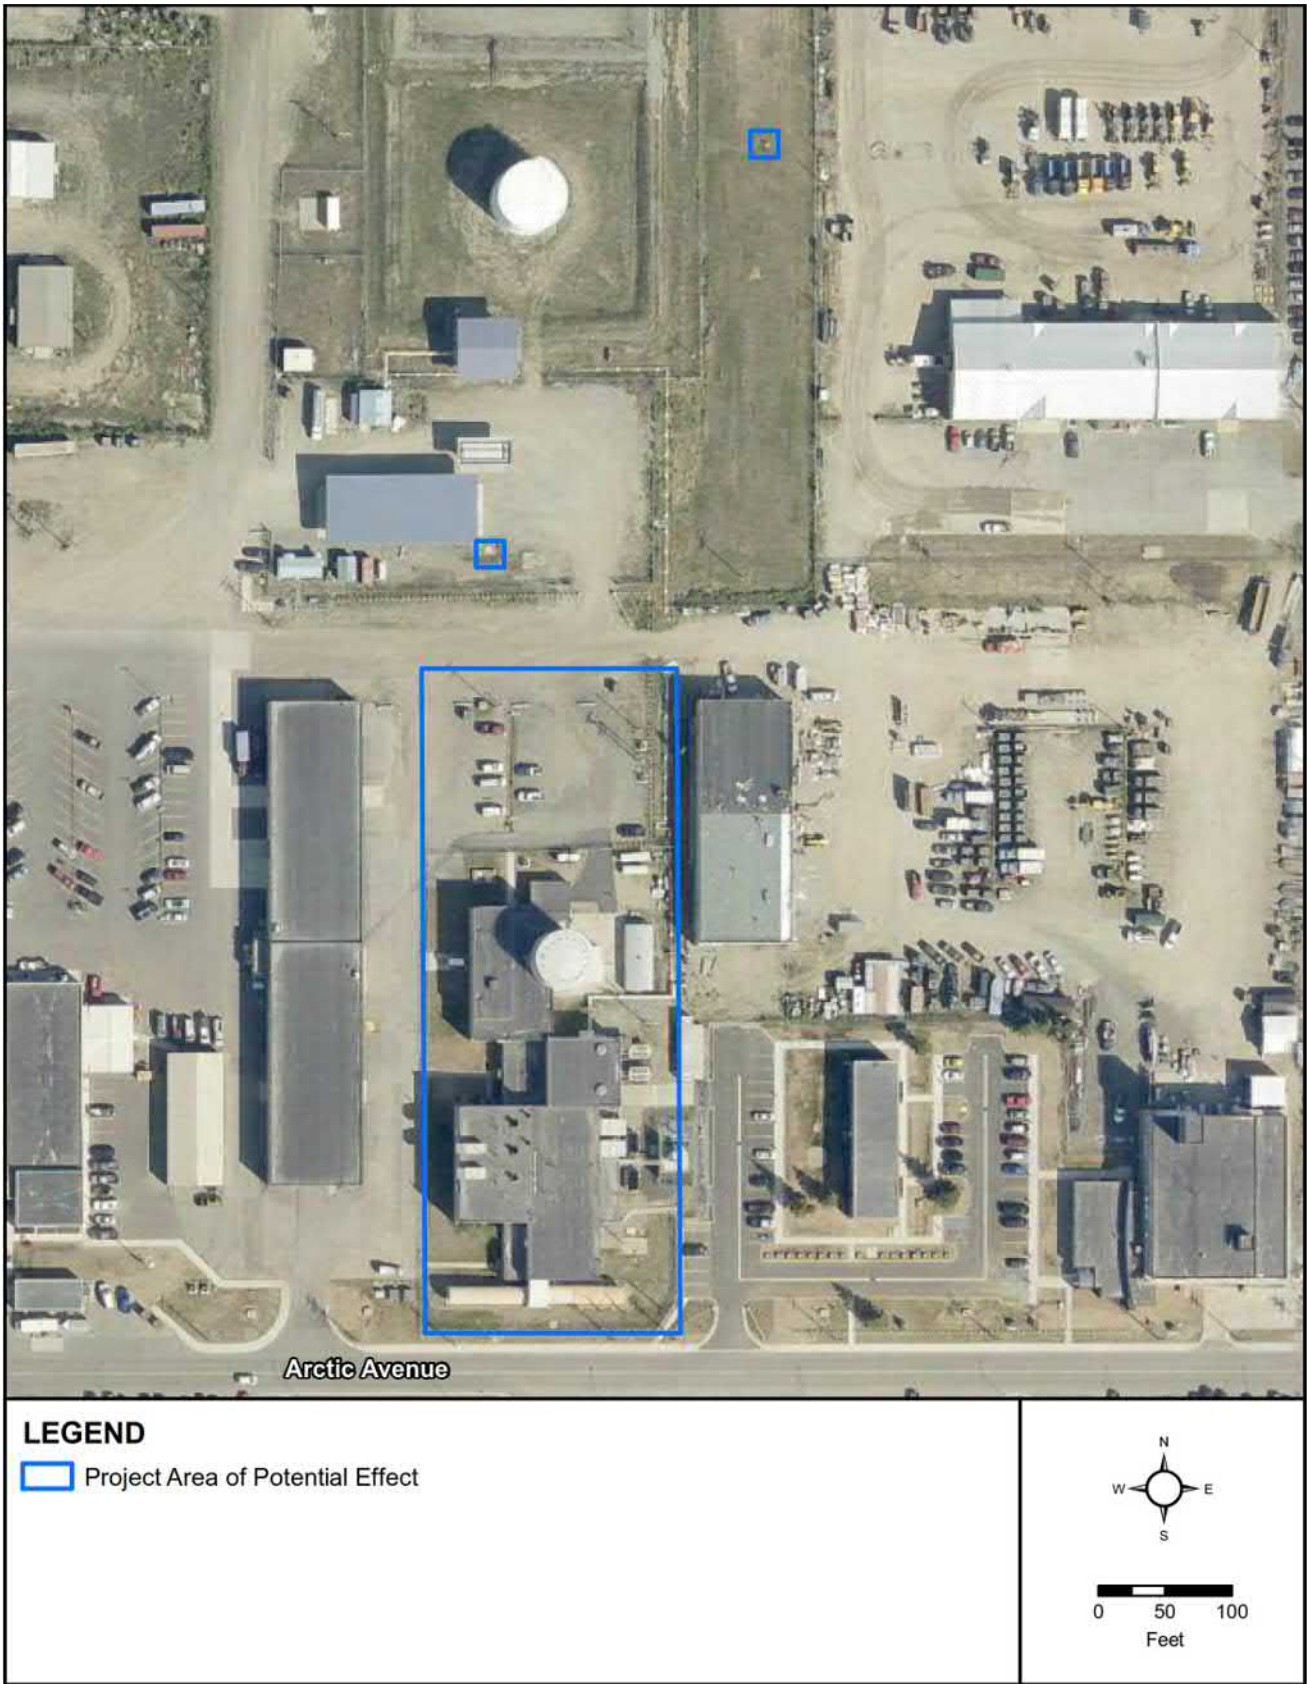 Arctic Avenue
LEGEND
Project Area of Potential Effect
N
W E
S
0 50 100
Feet